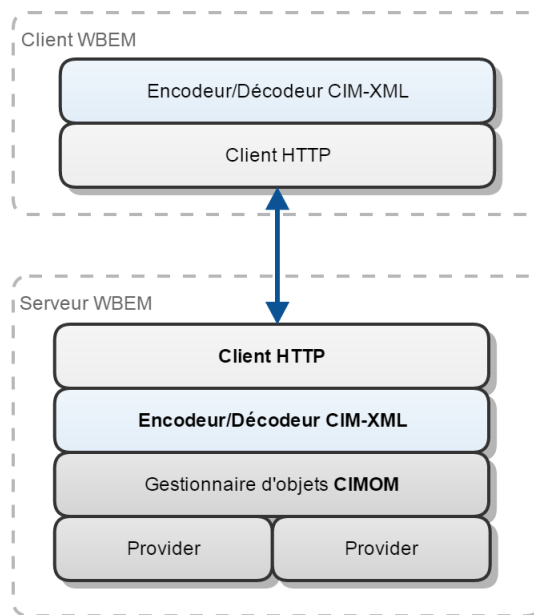 Client WBEM
Encodeur/Décodeur CIM-XML
Client HTTP
Serveur WBEM
Client HTTP
Encodeur/Décodeur CIM-XML
Gestionnaire d'objets CIMOM
Provider
Provider